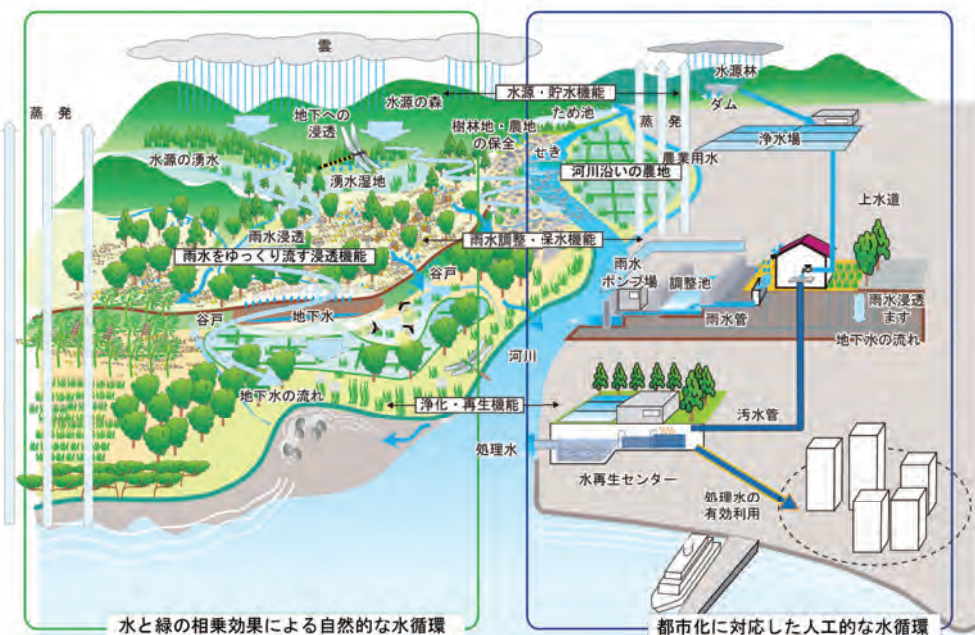 雲
水源林
水源の森
水源・貯水機能
ダム
蒸発
地下への
浸透
樹林地・農地
の保全
ため池
蒸発
浄水場
せき
農業用水
水源の湧水
湧水湿地
河川沿いの農地
上水道
雨水浸透
雨水調整・保水機能
雨水をゆっくり流す浸透機能
谷戸
雨水
ポンプ場
調整池
雨水浸透
ます
谷戸
地下水
雨水管
地下水の流れ
河川
地下水の流れ
浄化・再生機能
汚水管
処理水
水再生センター
処理水の
有効利用
水と緑の相乗効果による自然的な水循環
都市化に対応した人工的な水循環